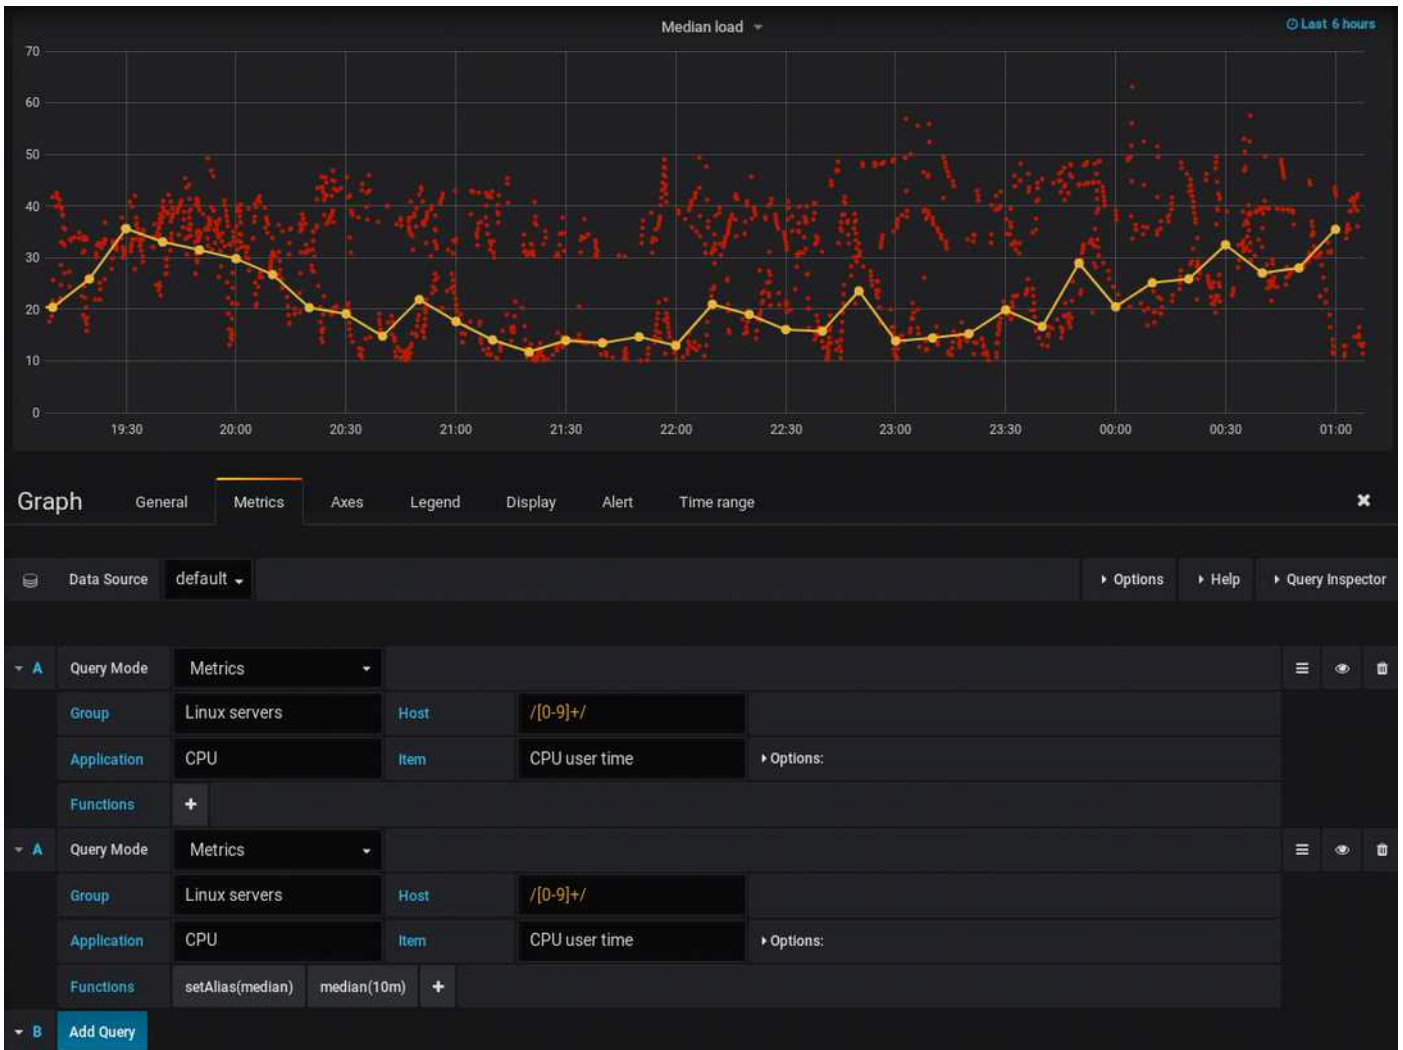 Median load
Last 6 hours
70
60
50
40
30
20
10
0
19:30 20:00 20:30 21:00 21:30 22:00 22:30 23:00 23:30 00:00 00:30 01:00
Graph General Metrics Axes Legend Display Alert Time range
Data Source default Options Help Query Inspector
A Query Mode Metrics
Group Linux servers Host /[0-9]+/
Application CPU Item CPU user time Options:
Functions +
A Query Mode Metrics
Group Linux servers Host /[0-9]+/
Application CPU Item CPU user time Options:
Functions setAlias(median) median(10m) +
B Add Query